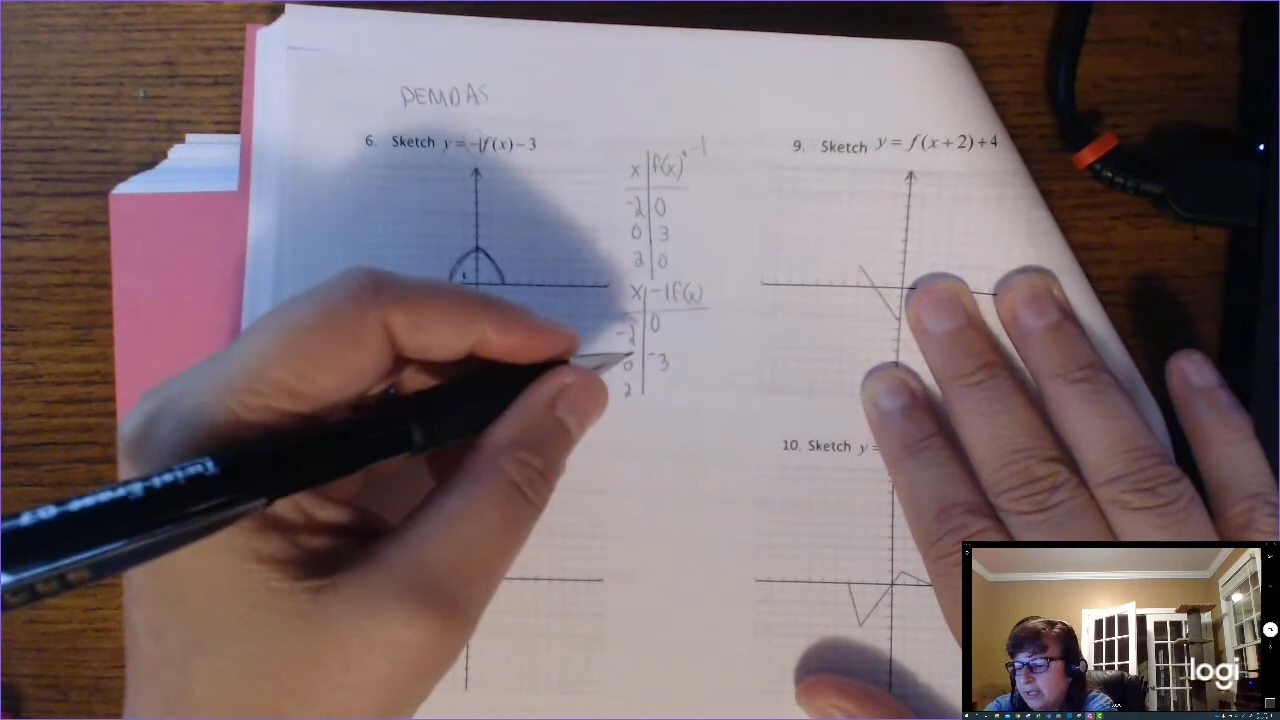 PEMDAS
6. Sketch y = -1f(x) - 3
x f(x)·-1
-2 0
0 3
2 0
x -1f(x)
-2 0
0 -3
2
9. Sketch y = f(x+2)+4
10. Sketch y =
logi